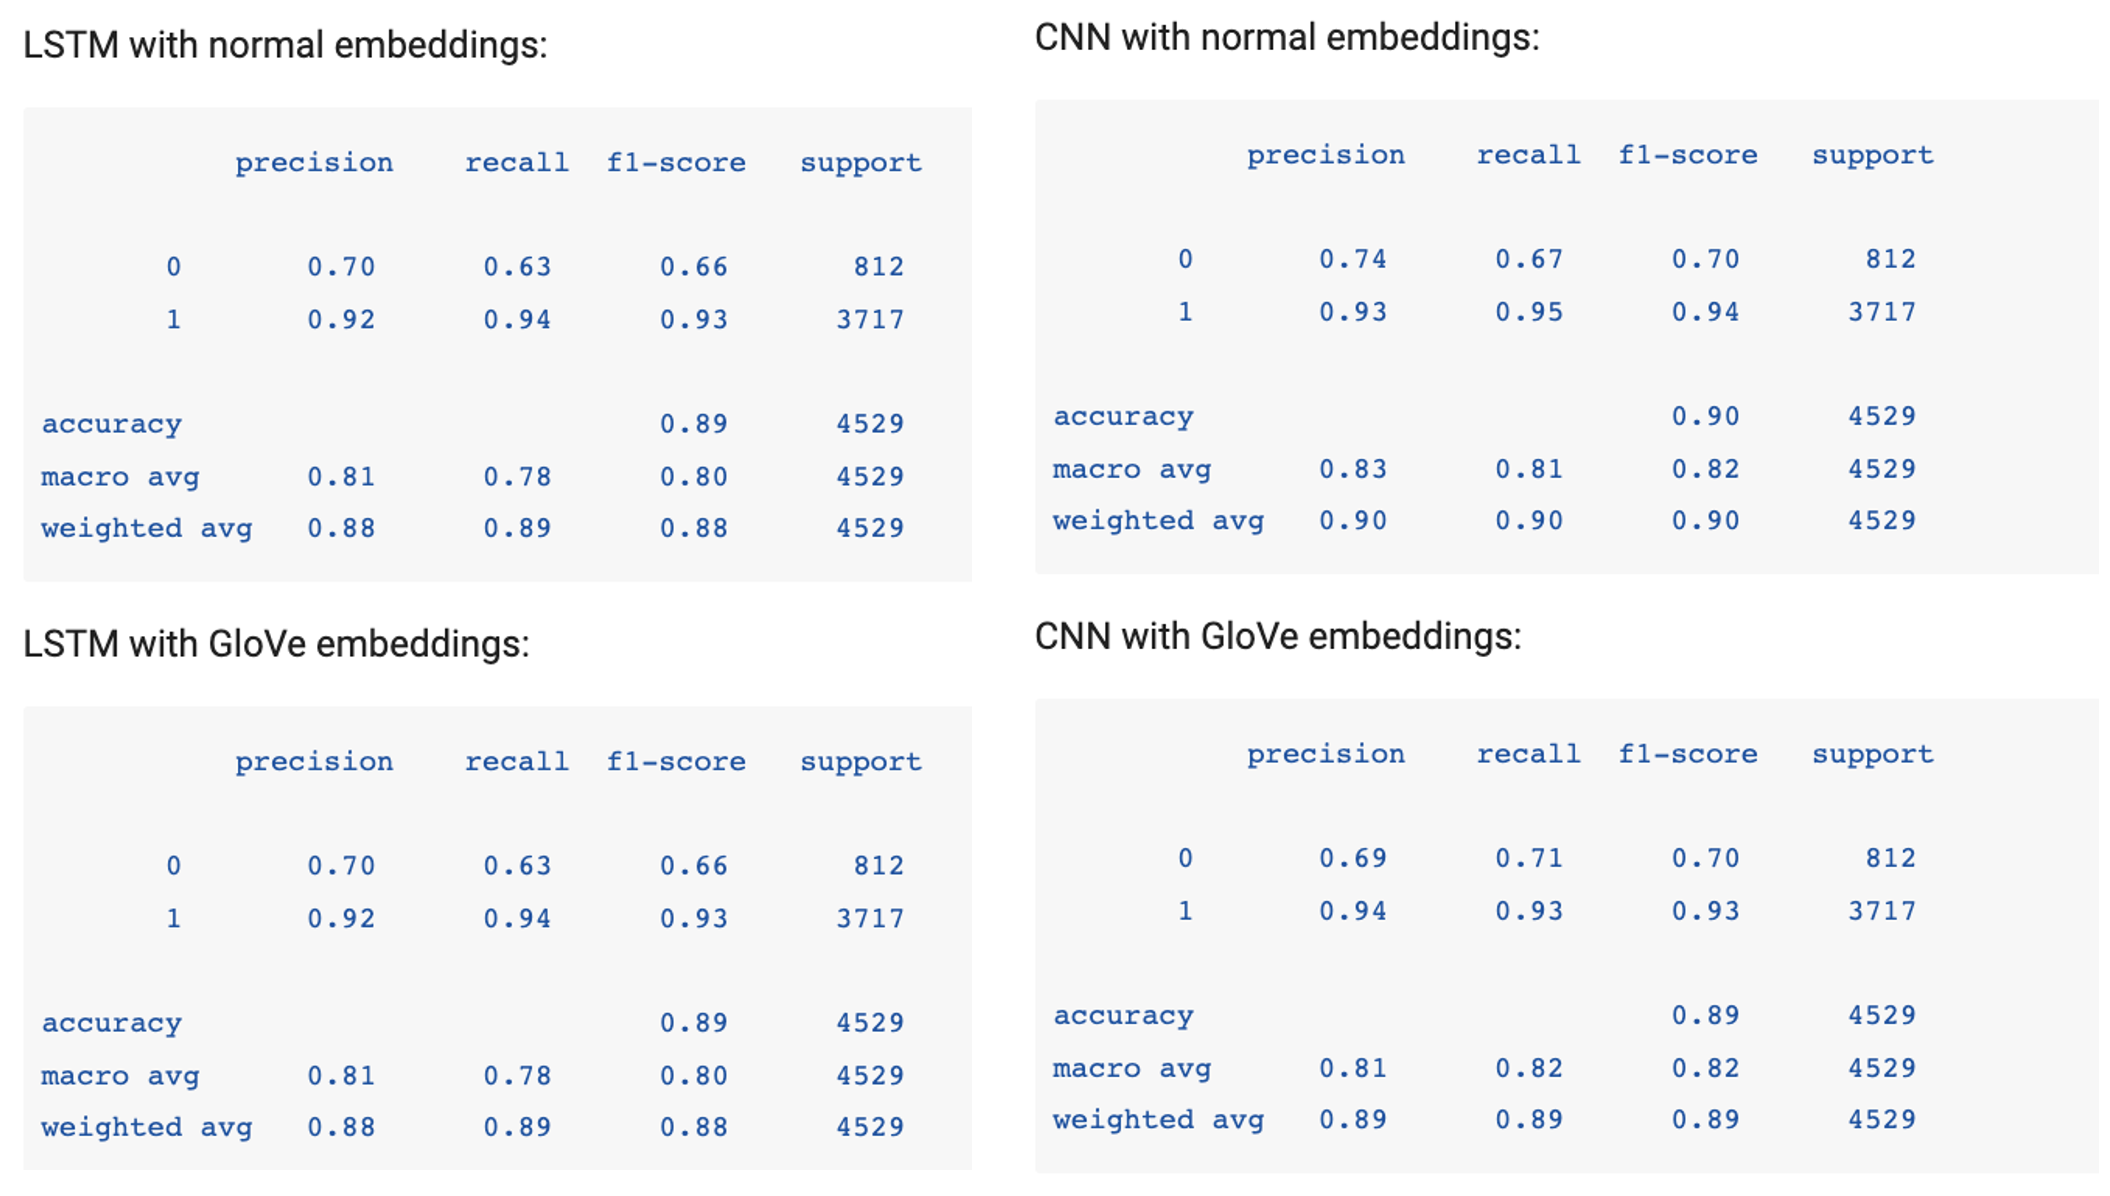 LSTM with normal embeddings:
precision recall f1-score support
0 0.70 0.63 0.66 812
1 0.92 0.94 0.93 3717
accuracy 0.89 4529
macro avg 0.81 0.78 0.80 4529
weighted avg 0.88 0.89 0.88 4529
CNN with normal embeddings:
precision recall f1-score support
0 0.74 0.67 0.70 812
1 0.93 0.95 0.94 3717
accuracy 0.90 4529
macro avg 0.83 0.81 0.82 4529
weighted avg 0.90 0.90 0.90 4529
LSTM with GloVe embeddings:
precision recall f1-score support
0 0.70 0.63 0.66 812
1 0.92 0.94 0.93 3717
accuracy 0.89 4529
macro avg 0.81 0.78 0.80 4529
weighted avg 0.88 0.89 0.88 4529
CNN with GloVe embeddings:
precision recall f1-score support
0 0.69 0.71 0.70 812
1 0.94 0.93 0.93 3717
accuracy 0.89 4529
macro avg 0.81 0.82 0.82 4529
weighted avg 0.89 0.89 0.89 4529